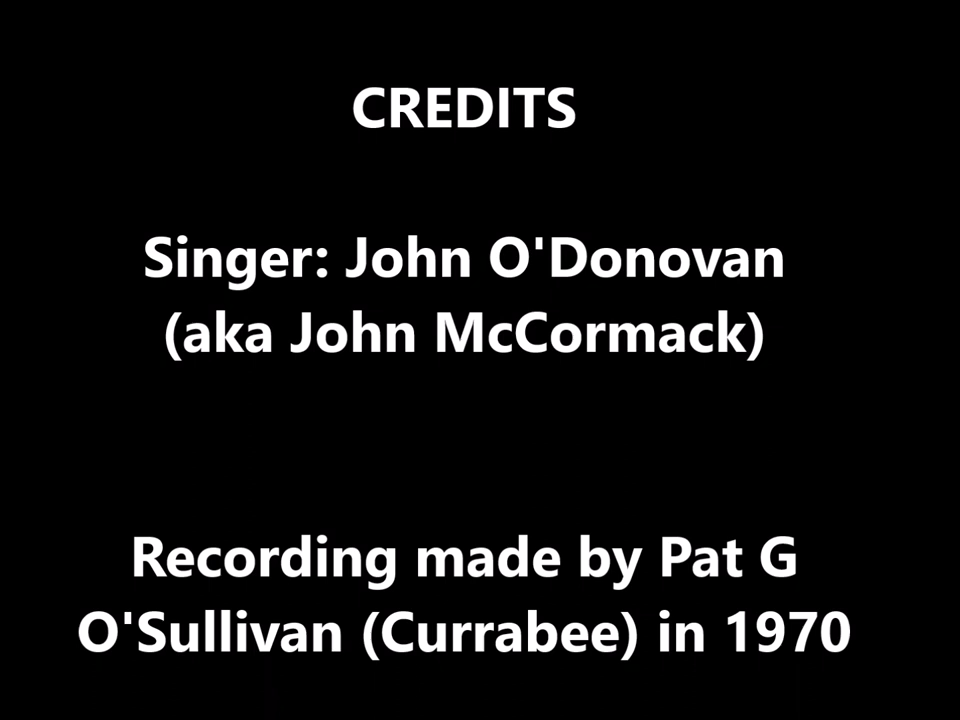 CREDITS
Singer: John O'Donovan
(aka John McCormack)
Recording made by Pat G
O'Sullivan (Currabee) in 1970